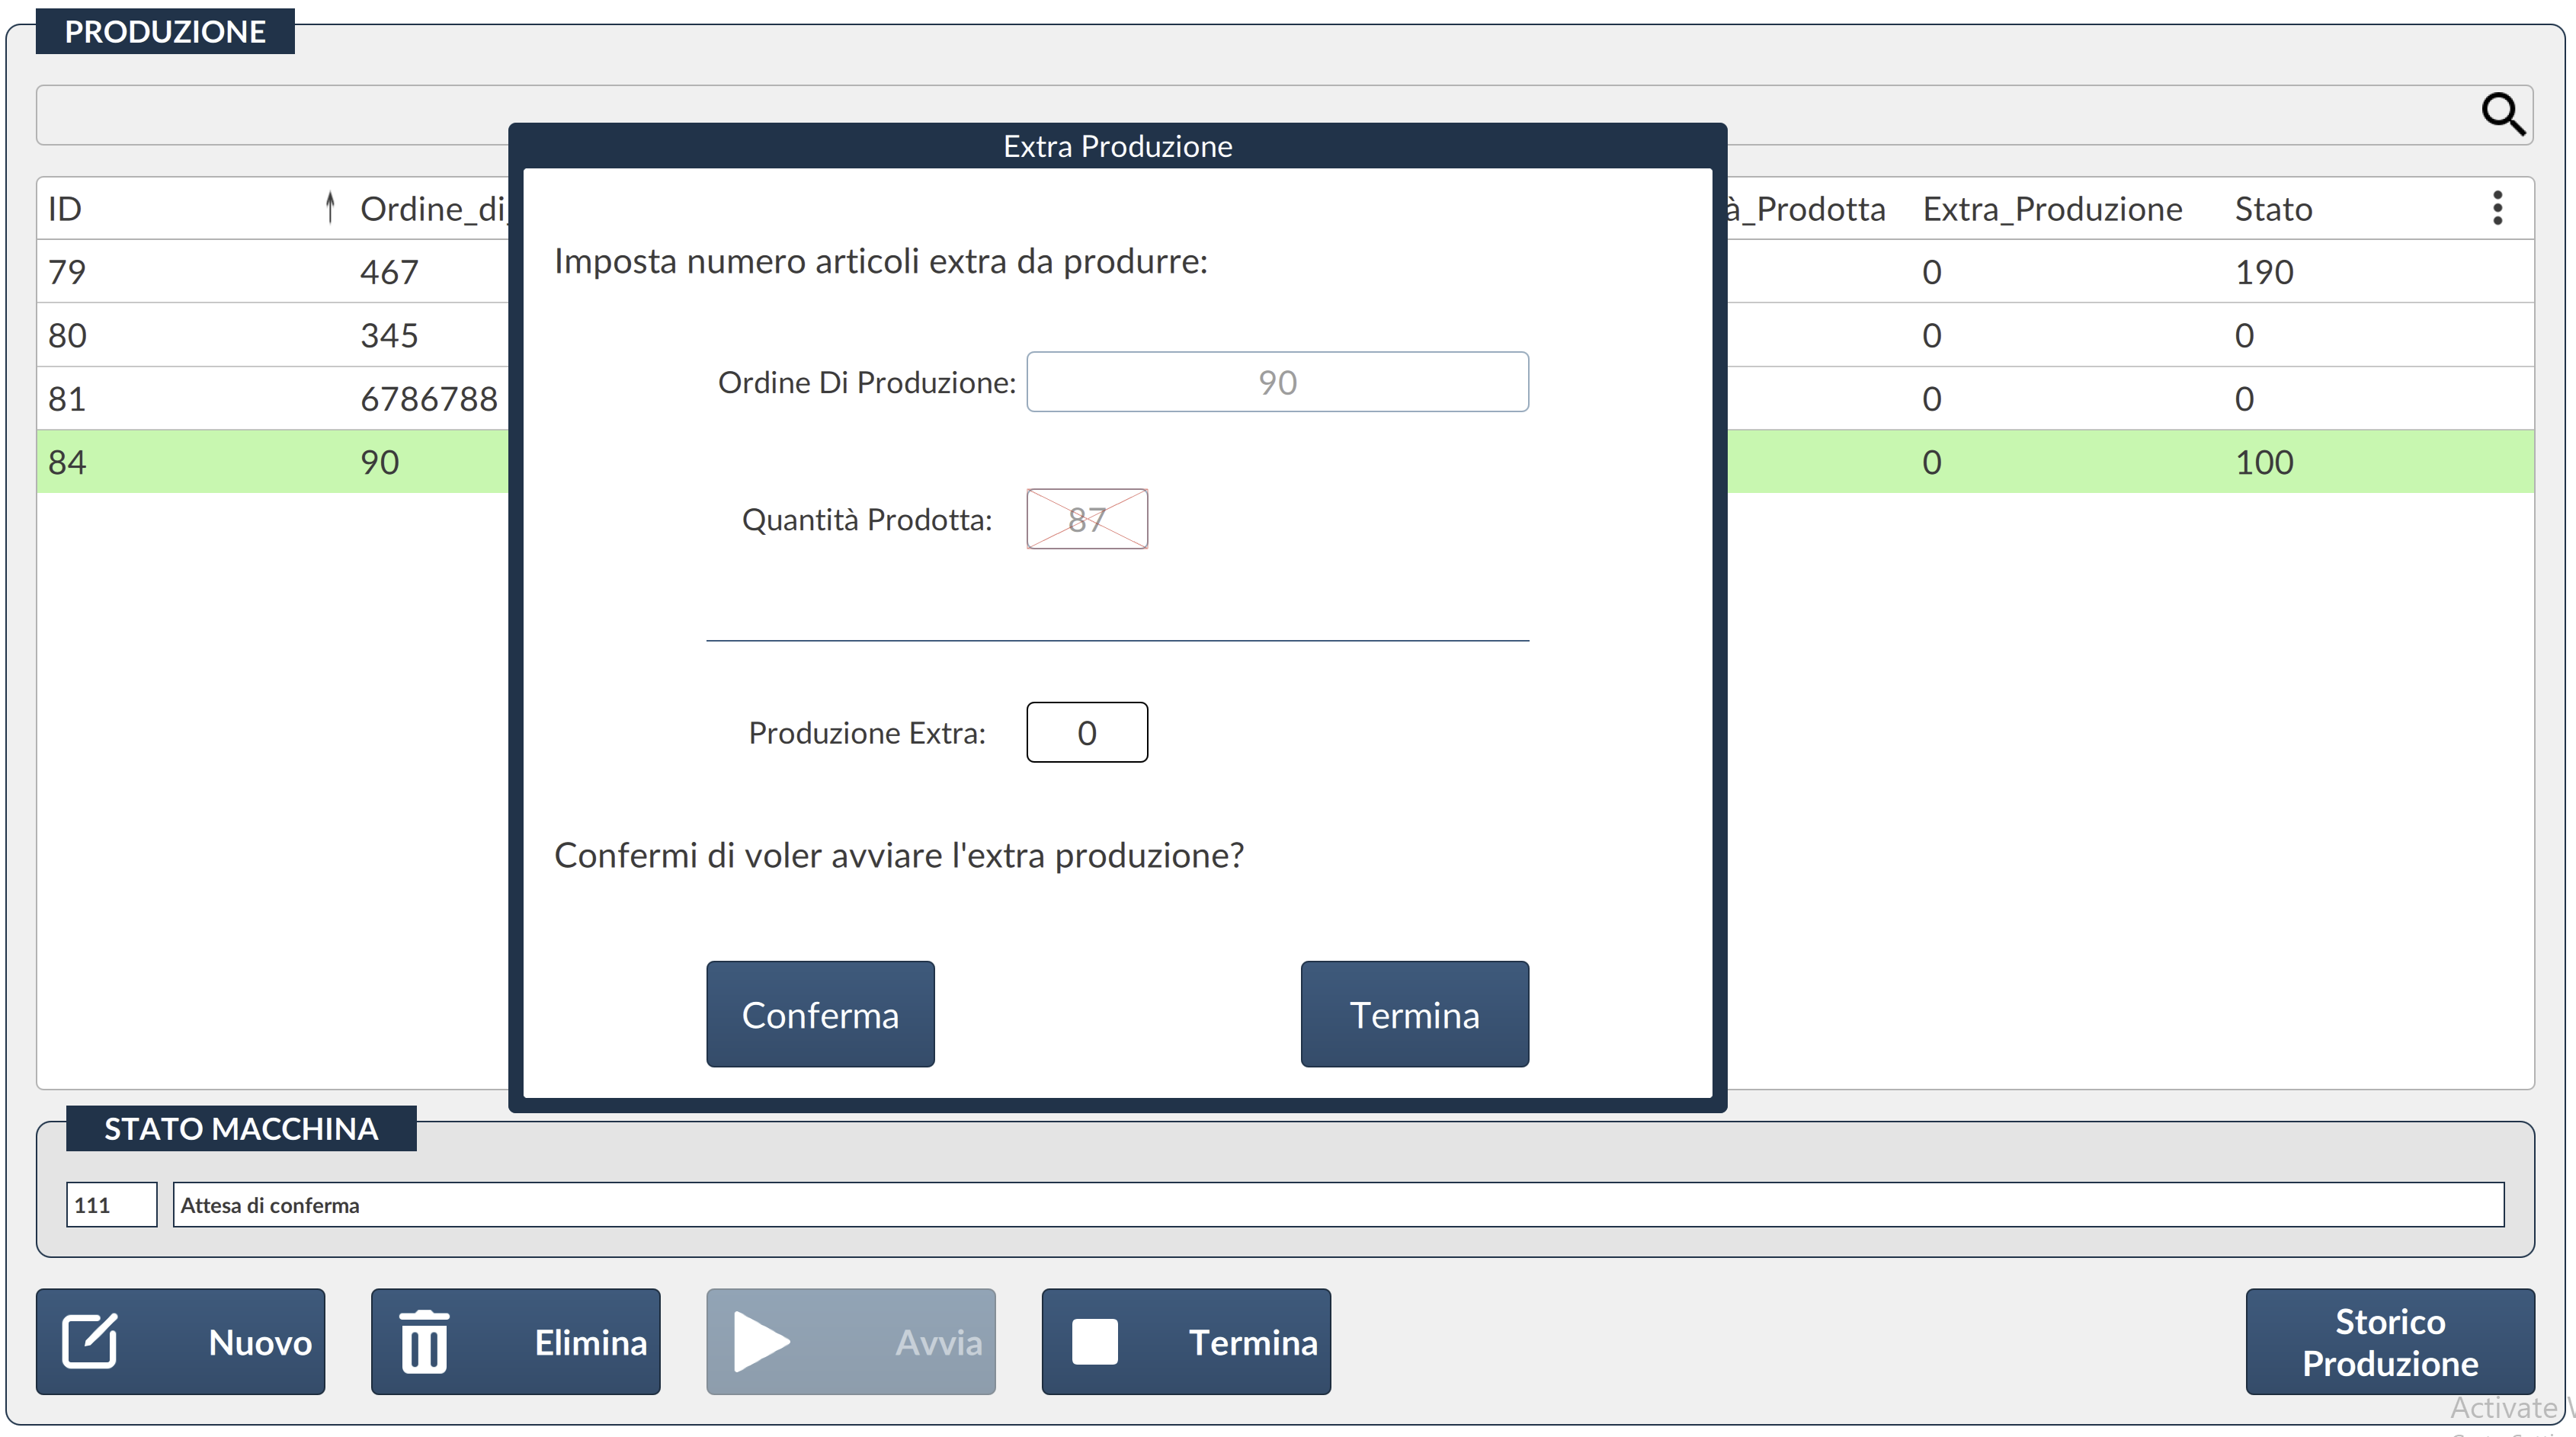 PRODUZIONE
Extra Produzione
ID Ordine_di_ à_Prodotta Extra_Produzione Stato
79 467 0 190
80 345 0 0
81 6786788 0 0
84 90 0 100
Imposta numero articoli extra da produrre:
Ordine Di Produzione: 90
Quantità Prodotta: 87
Produzione Extra: 0
Confermi di voler avviare l'extra produzione?
Conferma Termina
STATO MACCHINA
111 Attesa di conferma
Nuovo Elimina Avvia Termina Storico
Produzione
Activate